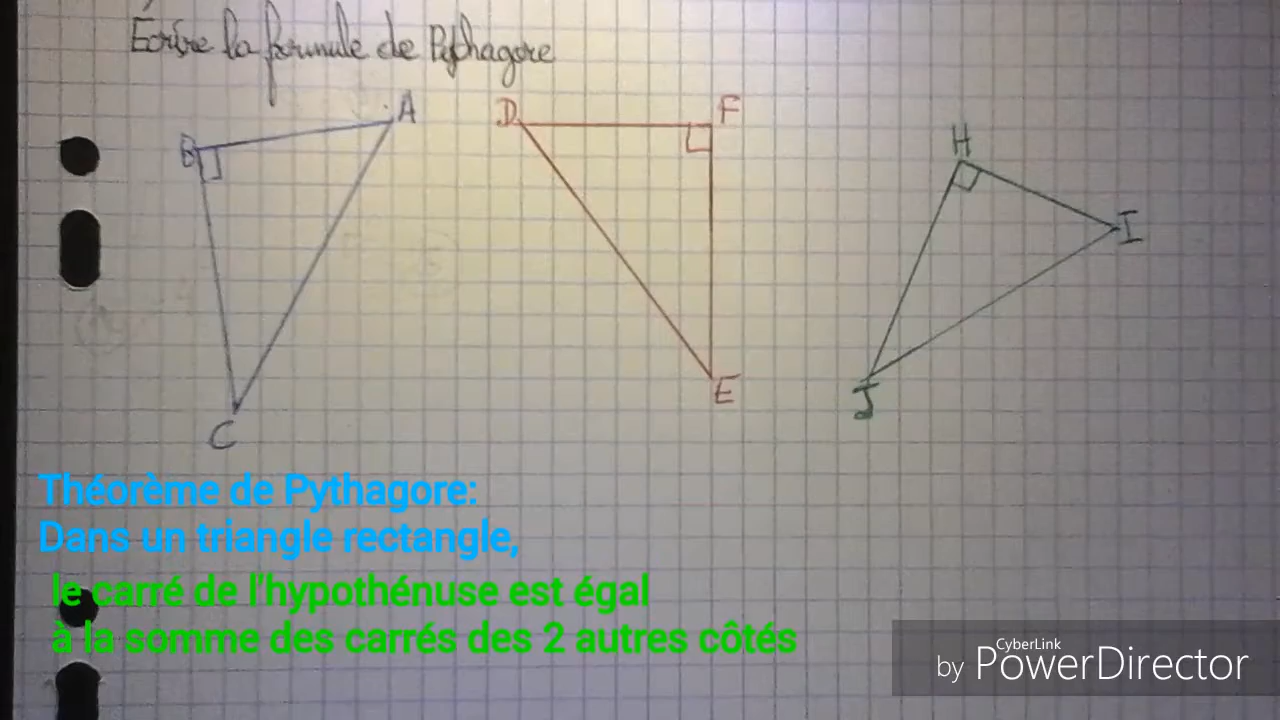 Écrire la formule de Pythagore
A
D
F
B
H
I
E
J
C
Théorème de Pythagore:
Dans un triangle rectangle,
le carré de l'hypothénuse est égal
à la somme des carrés des 2 autres côtés
CyberLink
by PowerDirector